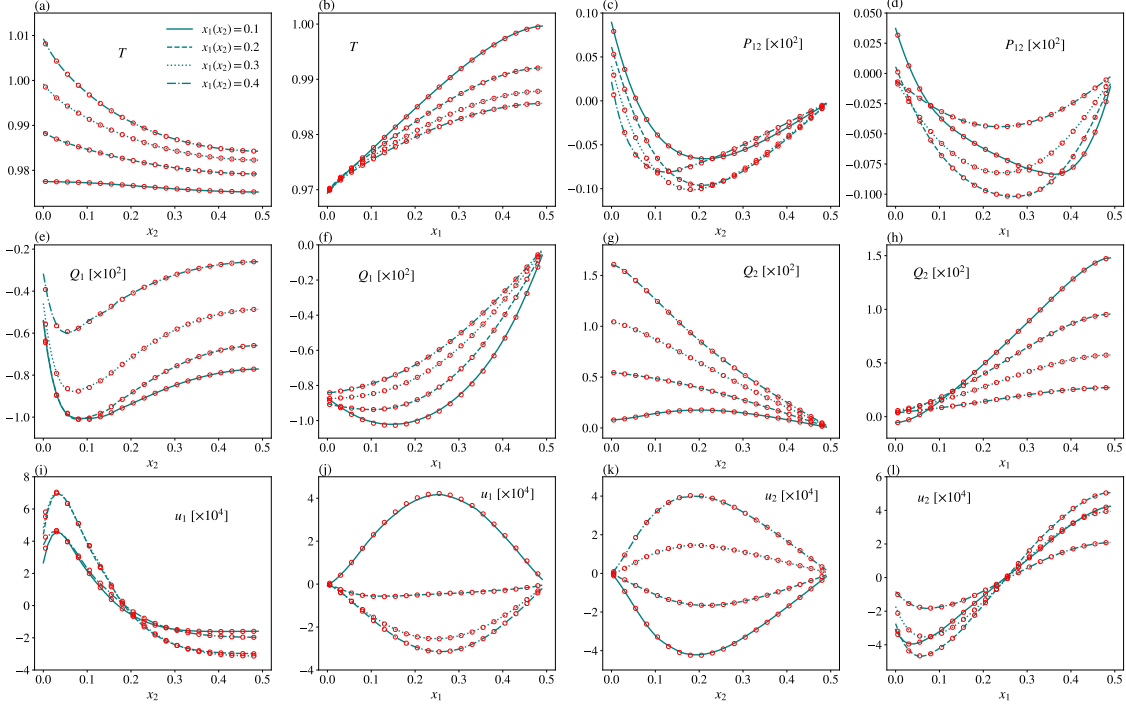 (a) (b) (c) (d)
1.01 1.00 0.99 0.98
T
x₁(x₂)=0.1
x₁(x₂)=0.2
x₁(x₂)=0.3
x₁(x₂)=0.4
0.0 0.1 0.2 0.3 0.4 0.5
x₂
1.00 0.99 0.98 0.97
T
0.0 0.1 0.2 0.3 0.4 0.5
x₁
0.10 0.05 0.00 −0.05 −0.10
P₁₂ [×10²]
0.0 0.1 0.2 0.3 0.4 0.5
x₂
0.050 0.025 0.000 −0.025 −0.050 −0.075 −0.100
P₁₂ [×10²]
0.0 0.1 0.2 0.3 0.4 0.5
x₁
(e) (f) (g) (h)
−0.2 −0.4 −0.6 −0.8 −1.0
Q₁ [×10²]
0.0 0.1 0.2 0.3 0.4 0.5
x₂
0.0 −0.2 −0.4 −0.6 −0.8 −1.0
Q₁ [×10²]
0.0 0.1 0.2 0.3 0.4 0.5
x₁
1.5 1.0 0.5 0.0
Q₂ [×10²]
0.0 0.1 0.2 0.3 0.4 0.5
x₂
1.5 1.0 0.5 0.0
Q₂ [×10²]
0.0 0.1 0.2 0.3 0.4 0.5
x₁
(i) (j) (k) (l)
8 6 4 2 0 −2 −4
u₁ [×10⁴]
0.0 0.1 0.2 0.3 0.4 0.5
x₂
4 2 0 −2 −4
u₁ [×10⁴]
0.0 0.1 0.2 0.3 0.4 0.5
x₁
4 2 0 −2 −4
u₂ [×10⁴]
0.0 0.1 0.2 0.3 0.4 0.5
x₂
6 4 2 0 −2 −4
u₂ [×10⁴]
0.0 0.1 0.2 0.3 0.4 0.5
x₁